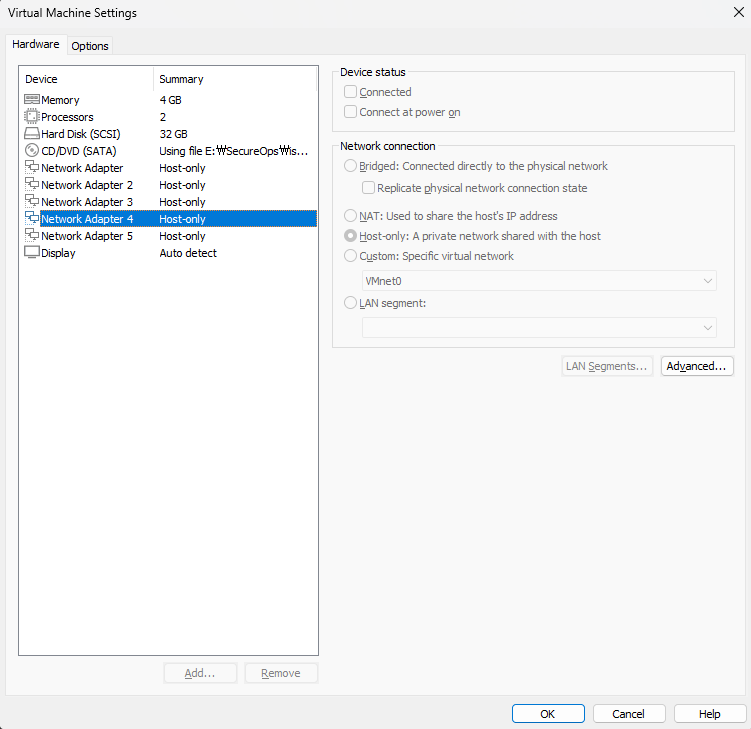 Virtual Machine Settings
Hardware Options
Device Summary
Memory 4 GB
Processors 2
Hard Disk (SCSI) 32 GB
CD/DVD (SATA) Using file E:₩SecureOps₩is...
Network Adapter Host-only
Network Adapter 2 Host-only
Network Adapter 3 Host-only
Network Adapter 4 Host-only
Network Adapter 5 Host-only
Display Auto detect
Add... Remove
Device status
Connected
Connect at power on
Network connection
Bridged: Connected directly to the physical network
Replicate physical network connection state
NAT: Used to share the host's IP address
Host-only: A private network shared with the host
Custom: Specific virtual network
VMnet0
LAN segment:
LAN Segments... Advanced...
OK Cancel Help